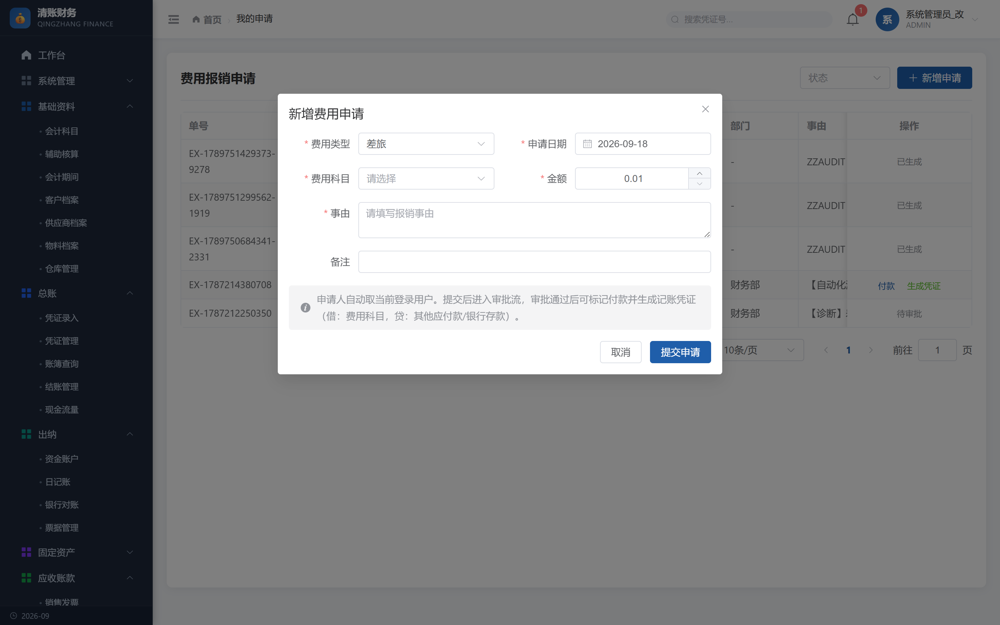 清账财务
QINGZHANG FINANCE
首页
我的申请
搜索凭证号...
1
系
系统管理员_改
ADMIN
工作台
系统管理
基础资料
会计科目
辅助核算
会计期间
客户档案
供应商档案
物料档案
仓库管理
总账
凭证录入
凭证管理
账簿查询
结账管理
现金流量
出纳
资金账户
日记账
银行对账
票据管理
固定资产
应收账款
销售发票
2026-09
费用报销申请
状态
新增申请
单号
部门
事由
操作
EX-1789751429373-
9278
-
ZZAUDIT
已生成
EX-1789751299562-
1919
-
ZZAUDIT
已生成
EX-1789750684341-
2331
-
ZZAUDIT
已生成
EX-1787214380708
财务部
【自动化
付款
生成凭证
EX-1787212250350
财务部
【诊断】
待审批
10条/页
1
前往
1
页
新增费用申请
* 费用类型
差旅
* 申请日期
2026-09-18
* 费用科目
请选择
* 金额
0.01
* 事由
请填写报销事由
备注
申请人自动取当前登录用户。提交后进入审批流，审批通过后可标记付款并生成记账凭证
（借：费用科目，贷：其他应付款/银行存款）。
取消
提交申请